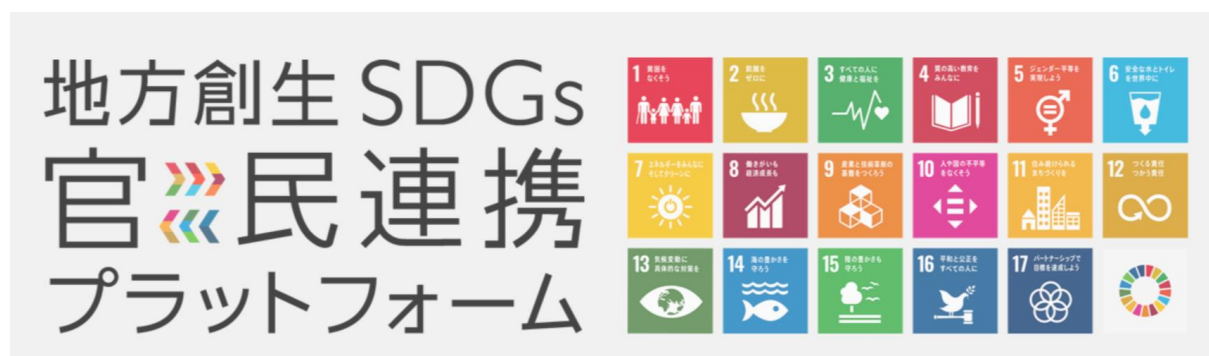 地方創生 SDGs
官民連携
プラットフォーム
1 貧困を
なくそう
2 飢餓を
ゼロに
3 すべての人に
健康と福祉を
4 質の高い教育を
みんなに
5 ジェンダー平等を
実現しよう
6 安全な水とトイレ
を世界中に
7 エネルギーをみんなに
そしてクリーンに
8 働きがいも
経済成長も
9 産業と技術革新の
基盤をつくろう
10 人や国の不平等
をなくそう
11 住み続けられる
まちづくりを
12 つくる責任
つかう責任
13 気候変動に
具体的な対策を
14 海の豊かさを
守ろう
15 陸の豊かさも
守ろう
16 平和と公正を
すべての人に
17 パートナーシップで
目標を達成しよう